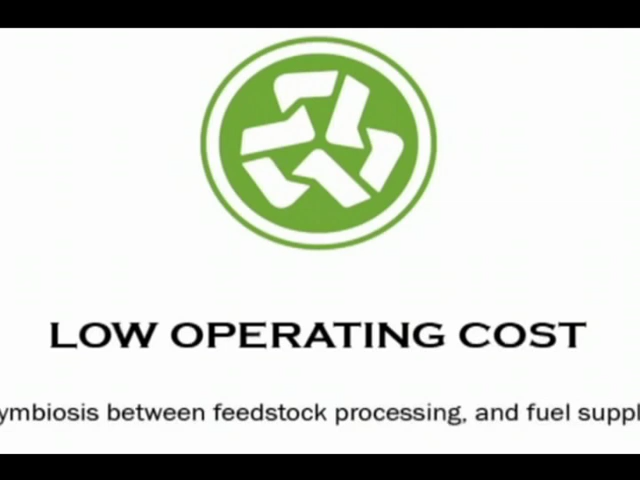 LOW OPERATING COST
ymbiosis between feedstock processing, and fuel suppl